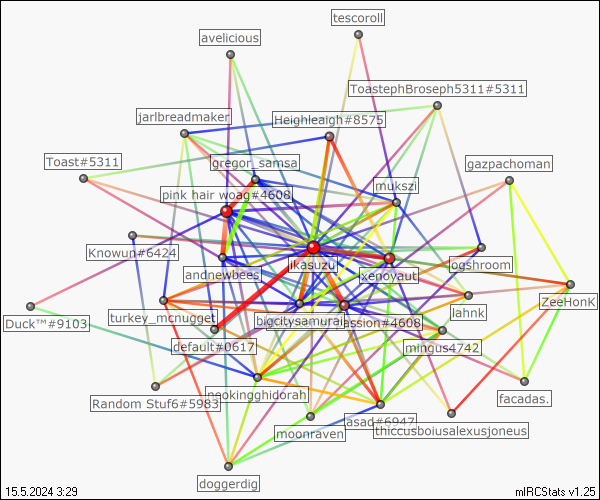 tescoroll
avelicious
ToastephBroseph5311#5311
jarlbreadmaker
Heighleaigh#8575
Toast#5311
gregor_samsa
gazpachoman
mukszi
pink hair woag#4608
Knowun#6424
ikasuzu
ogshroom
andnewbees
xenoyaut
lahnk
ZeeHonK
turkey_mcnugget
bigcitysamurai
assion#4608
Duck™#9103
default#0617
mingus4742
neokingghidorah
Random Stuf6#5983
facadas.
asad#6947
moonraven
thiccusboiusalexusjoneus
doggerdig
15.5.2024 3:29
mIRCStats v1.25